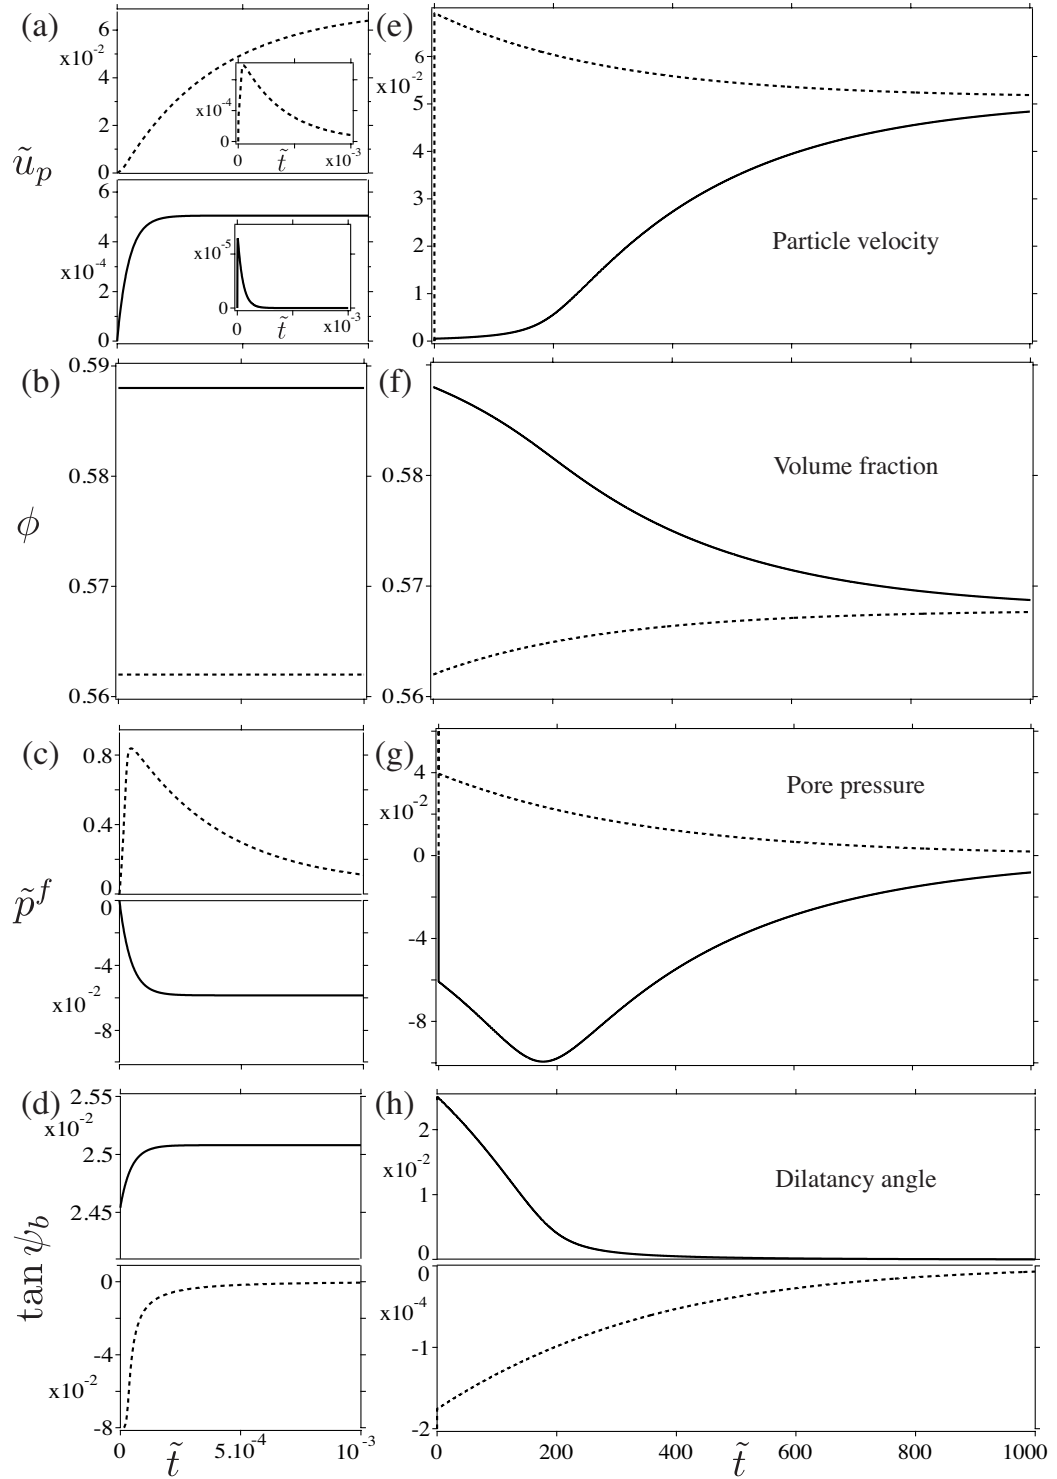 (a)
6
x10-2
4
2
0
x10-4
0
0
t̃
x10-3
ũp
6
4
x10-4
2
0
x10-5
0
0
t̃
x10-3
(e)
6
x10-2
5
4
3
2
1
0
Particle velocity
(b)
0.59
0.58
0.57
0.56
ϕ
(f)
0.58
0.57
0.56
Volume fraction
(c)
0.8
0.4
0
p̃f
0
-4
x10-2
-8
(g)
4
x10-2
0
-4
-8
Pore pressure
(d)
2.55
x10-2
2.5
2.45
tan ψb
0
-4
x10-2
-8
0
5.10-4
10-3
t̃
(h)
2
x10-2
1
0
Dilatancy angle
0
x10-4
-1
-2
0
200
400
600
800
1000
t̃